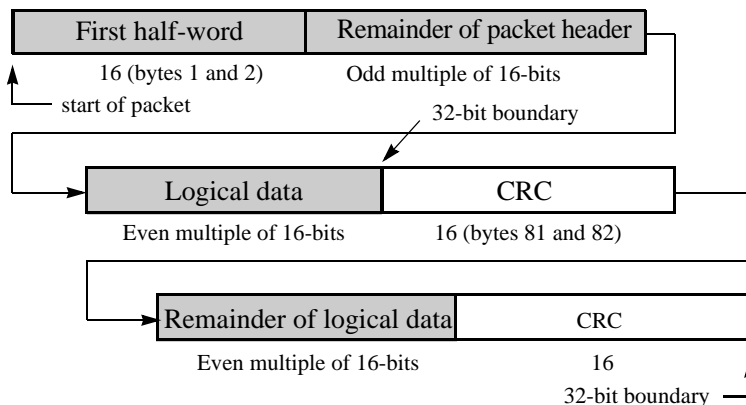 First half-word Remainder of packet header
16 (bytes 1 and 2) Odd multiple of 16-bits
start of packet
32-bit boundary
Logical data CRC
Even multiple of 16-bits 16 (bytes 81 and 82)
Remainder of logical data CRC
Even multiple of 16-bits 16
32-bit boundary